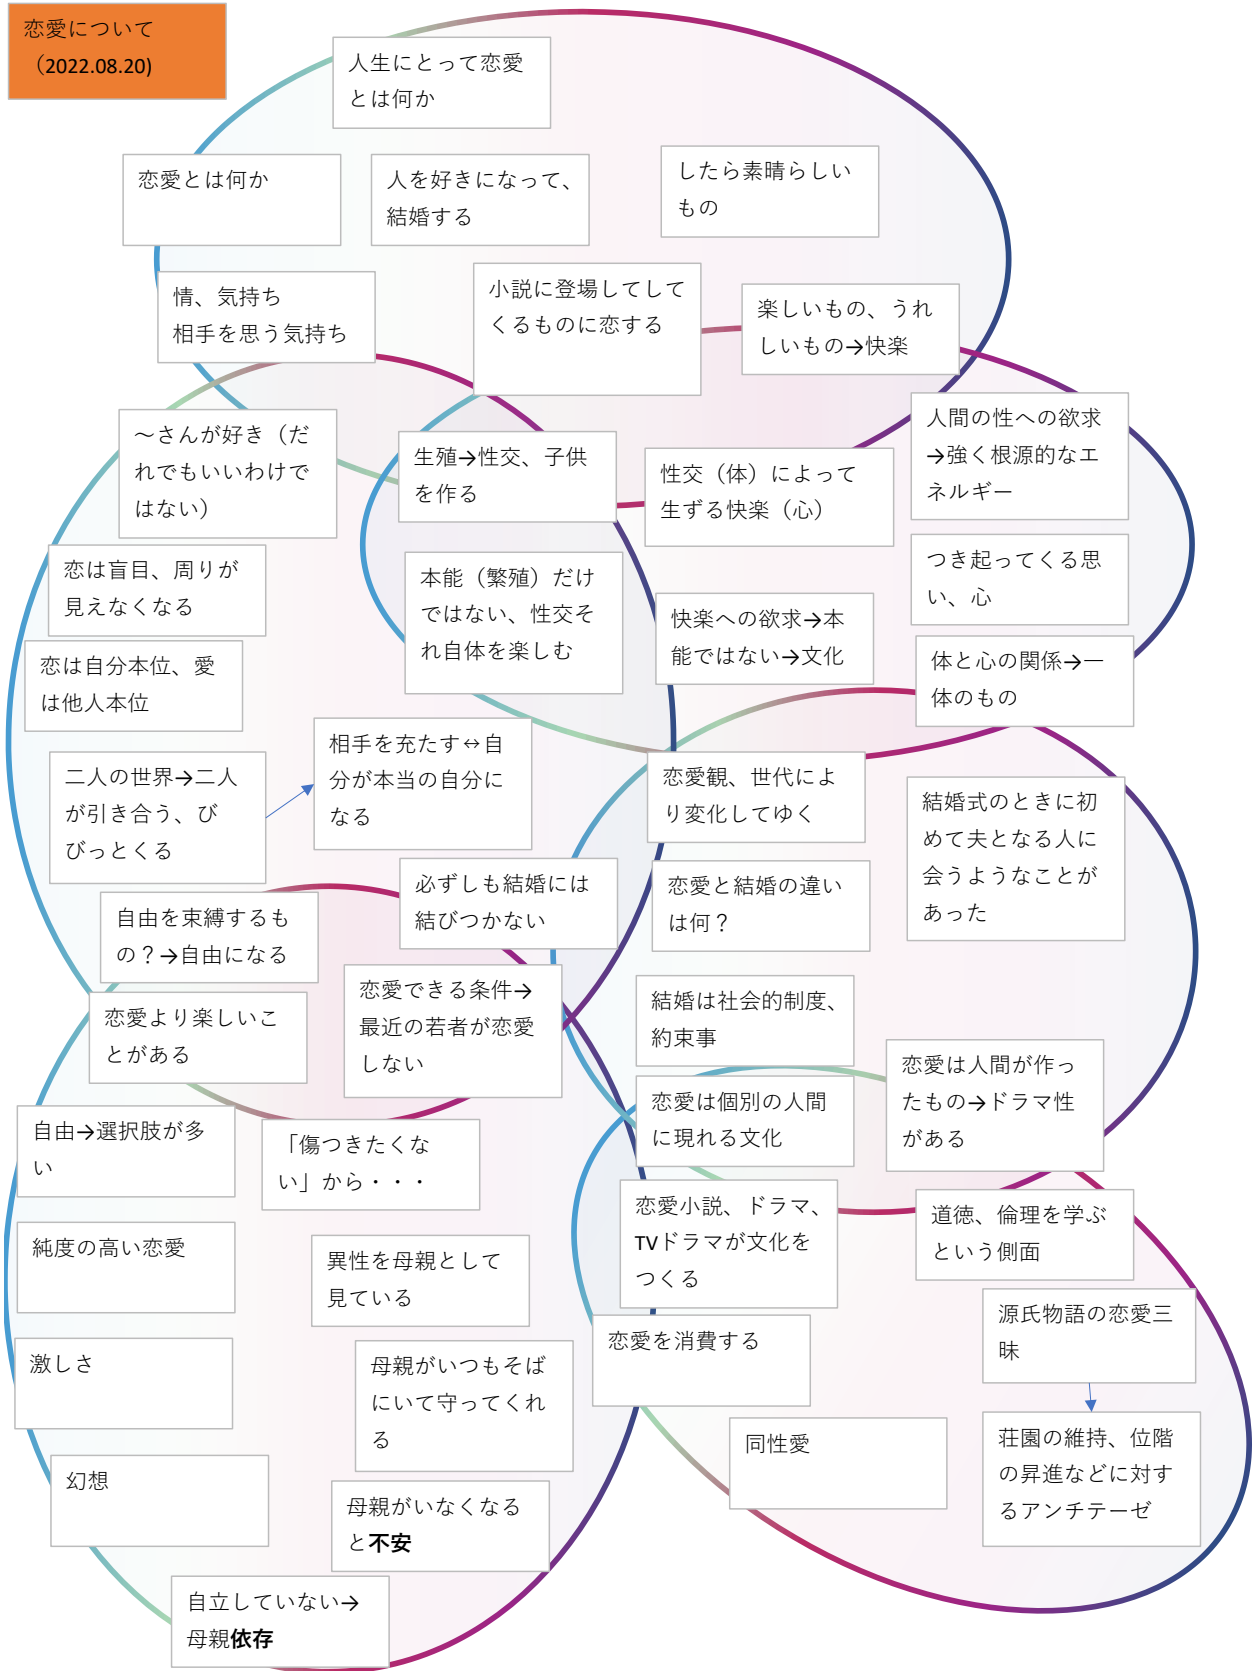 恋愛について
（2022.08.20)
人生にとって恋愛
とは何か
恋愛とは何か
人を好きになって、
結婚する
したら素晴らしい
もの
情、気持ち
相手を思う気持ち
小説に登場してして
くるものに恋する
楽しいもの、うれ
しいもの→快楽
～さんが好き（だ
れでもいいわけで
はない）
生殖→性交、子供
を作る
性交（体）によって
生ずる快楽（心）
人間の性への欲求
→強く根源的なエ
ネルギー
恋は盲目、周りが
見えなくなる
本能（繁殖）だけ
ではない、性交そ
れ自体を楽しむ
快楽への欲求→本
能ではない→文化
つき起ってくる思
い、心
恋は自分本位、愛
は他人本位
体と心の関係→一
体のもの
二人の世界→二人
が引き合う、び
びっとくる
相手を充たす↔自
分が本当の自分に
なる
恋愛観、世代によ
り変化してゆく
結婚式のときに初
めて夫となる人に
会うようなことが
あった
自由を束縛するも
の？→自由になる
必ずしも結婚には
結びつかない
恋愛と結婚の違い
は何？
恋愛より楽しいこ
とがある
恋愛できる条件→
最近の若者が恋愛
しない
結婚は社会的制度、
約束事
恋愛は個別の人間
に現れる文化
恋愛は人間が作っ
たもの→ドラマ性
がある
自由→選択肢が多
い
「傷つきたくな
い」から・・・
恋愛小説、ドラマ、
TVドラマが文化を
つくる
道徳、倫理を学ぶ
という側面
純度の高い恋愛
異性を母親として
見ている
恋愛を消費する
源氏物語の恋愛三
昧
激しさ
母親がいつもそば
にいて守ってくれ
る
同性愛
荘園の維持、位階
の昇進などに対す
るアンチテーゼ
幻想
母親がいなくなる
と不安
自立していない→
母親依存